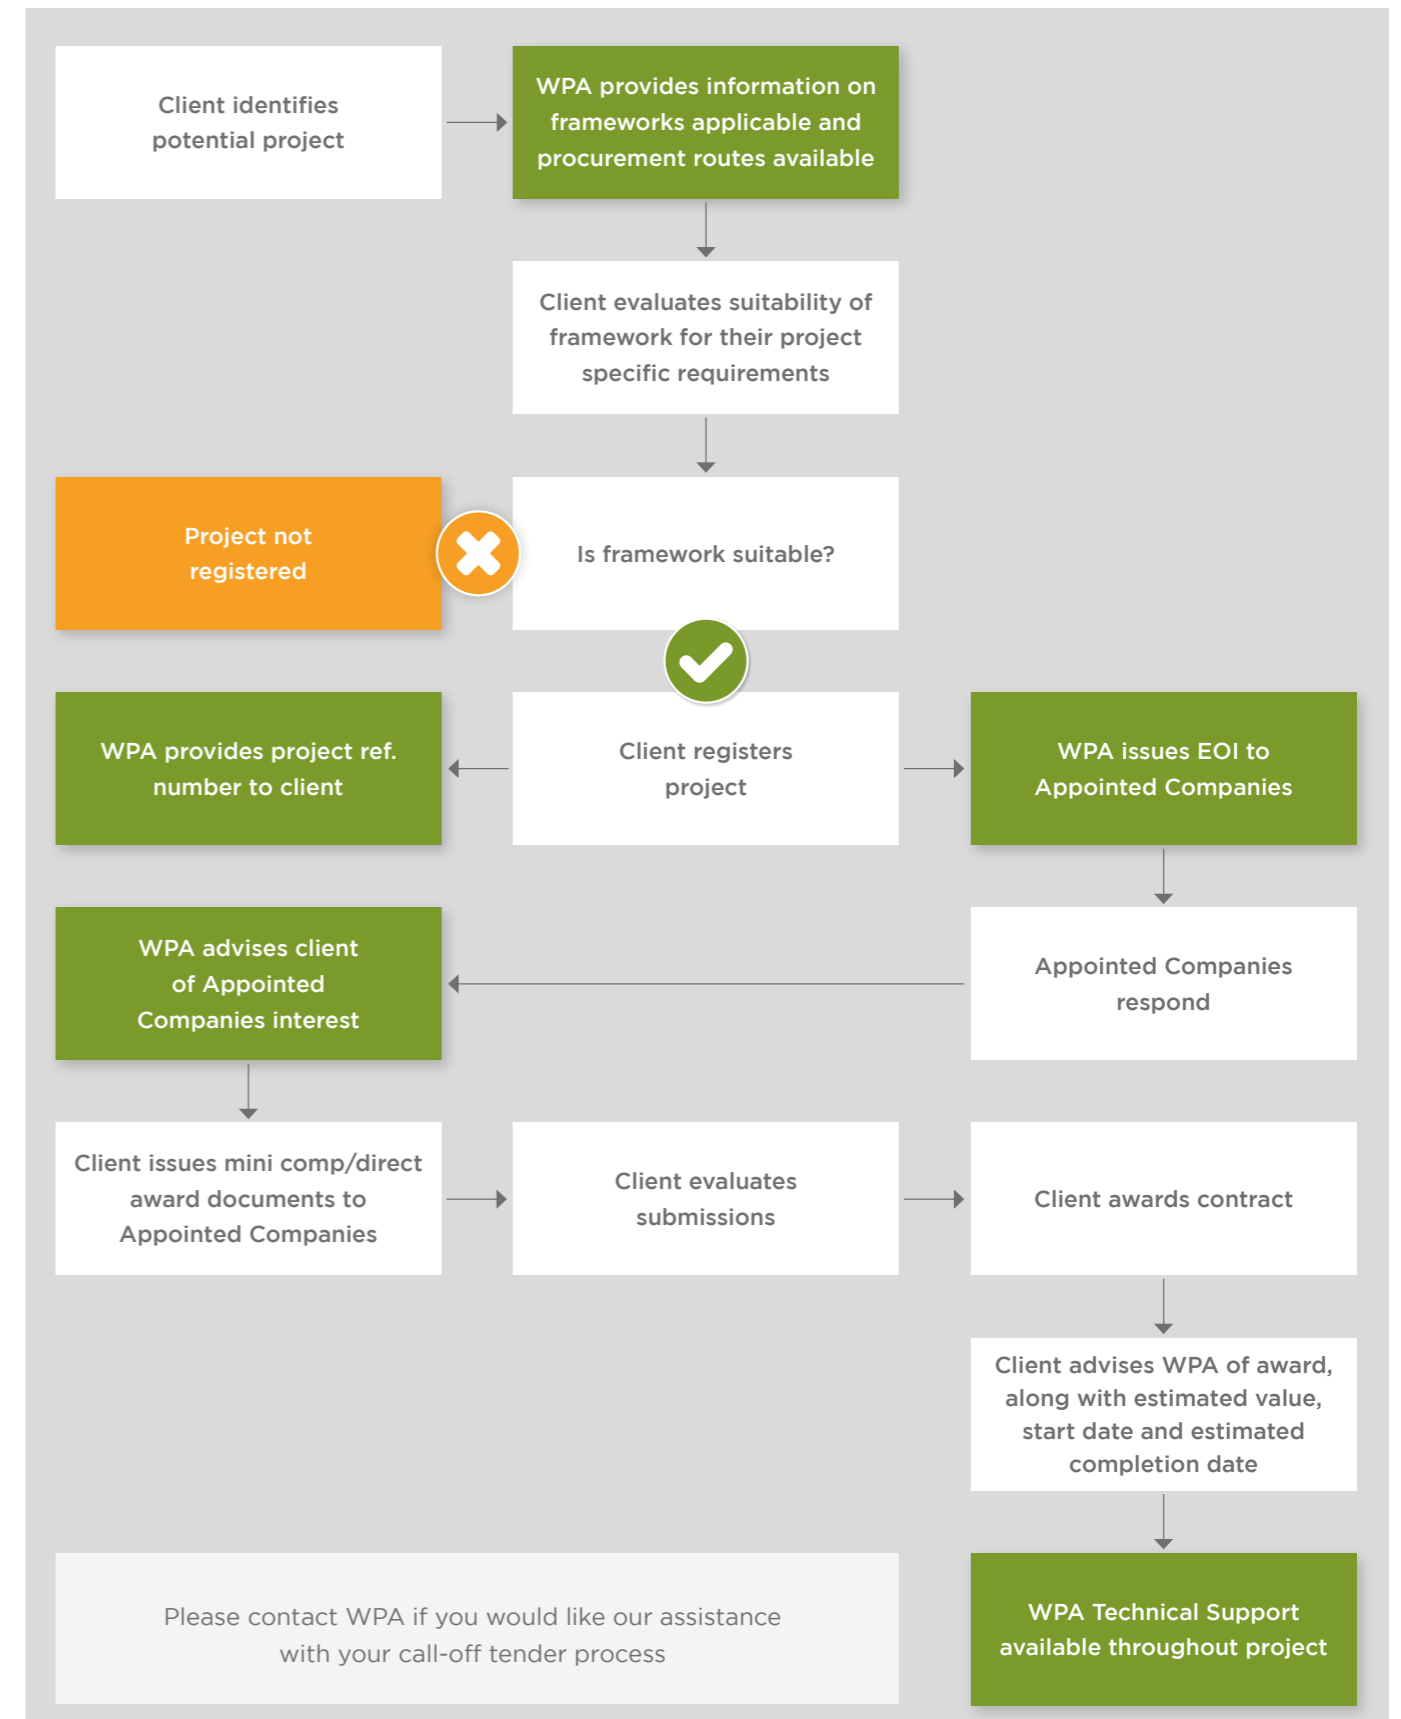 Client identifies
potential project
WPA provides information on
frameworks applicable and
procurement routes available
Client evaluates suitability of
framework for their project
specific requirements
Project not
registered
Is framework suitable?
WPA provides project ref.
number to client
Client registers
project
WPA issues EOI to
Appointed Companies
WPA advises client
of Appointed
Companies interest
Appointed Companies
respond
Client issues mini comp/direct
award documents to
Appointed Companies
Client evaluates
submissions
Client awards contract
Client advises WPA of award,
along with estimated value,
start date and estimated
completion date
Please contact WPA if you would like our assistance
with your call-off tender process
WPA Technical Support
available throughout project